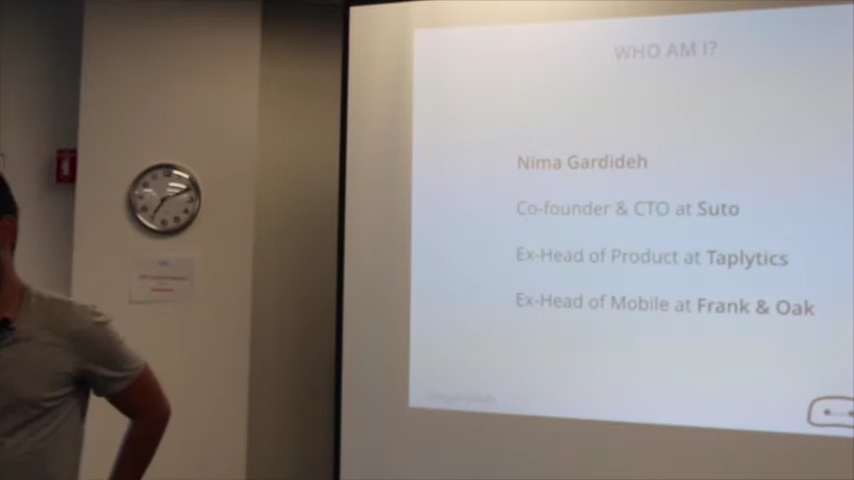 WHO AM I?
Nima Gardideh
Co-founder & CTO at Suto
Ex-Head of Product at Taplytics
Ex-Head of Mobile at Frank & Oak